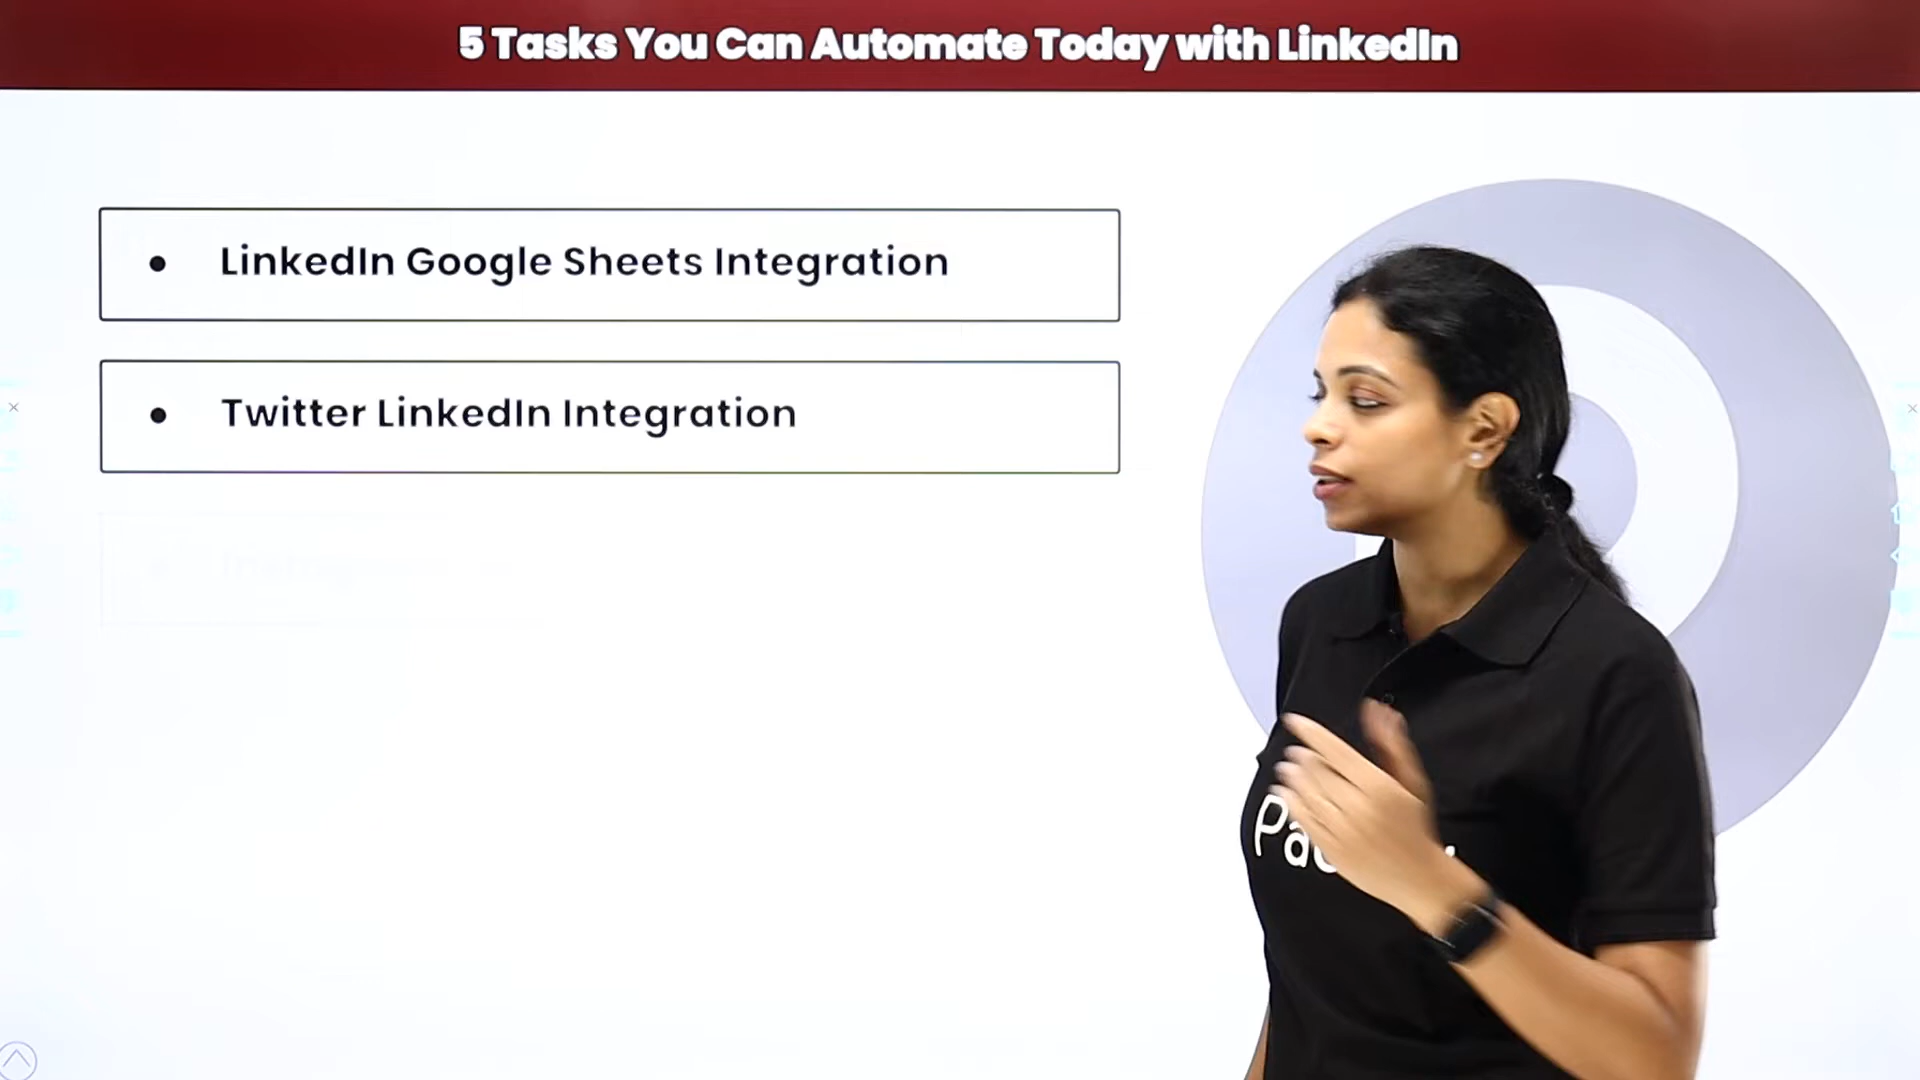 5 Tasks You Can Automate Today with LinkedIn
LinkedIn Google Sheets Integration
Twitter LinkedIn Integration